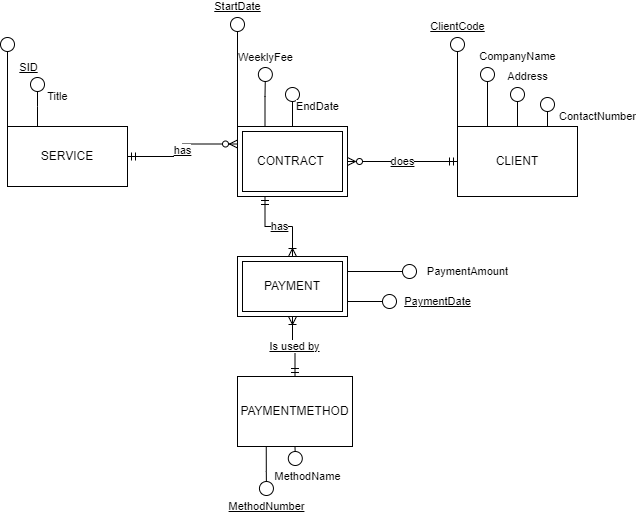 StartDate
ClientCode
WeeklyFee
CompanyName
SID
Address
Title
EndDate
ContactNumber
SERVICE
has
CONTRACT
does
CLIENT
has
PAYMENT
PaymentAmount
PaymentDate
Is used by
PAYMENTMETHOD
MethodName
MethodNumber